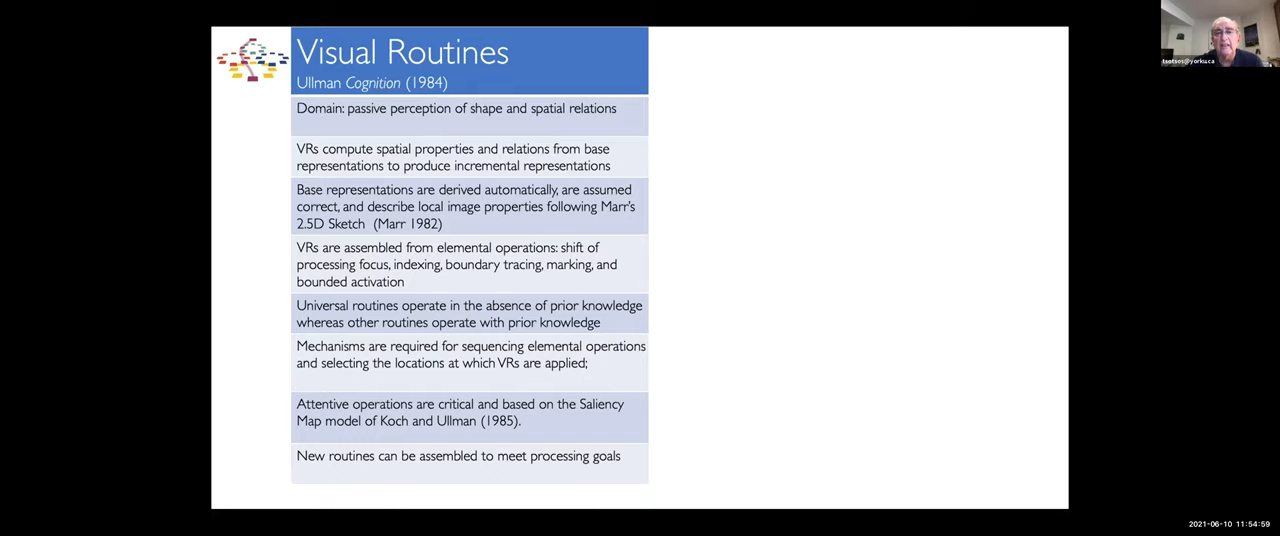 Visual Routines
Ullman Cognition (1984)
Domain: passive perception of shape and spatial relations
VRs compute spatial properties and relations from base
representations to produce incremental representations
Base representations are derived automatically, are assumed
correct, and describe local image properties following Marr's
2.5D Sketch (Marr 1982)
VRs are assembled from elemental operations: shift of
processing focus, indexing, boundary tracing, marking, and
bounded activation
Universal routines operate in the absence of prior knowledge
whereas other routines operate with prior knowledge
Mechanisms are required for sequencing elemental operations
and selecting the locations at which VRs are applied;
Attentive operations are critical and based on the Saliency
Map model of Koch and Ullman (1985).
New routines can be assembled to meet processing goals
tsotsos@yorku.ca
2021-06-10 11:54:59